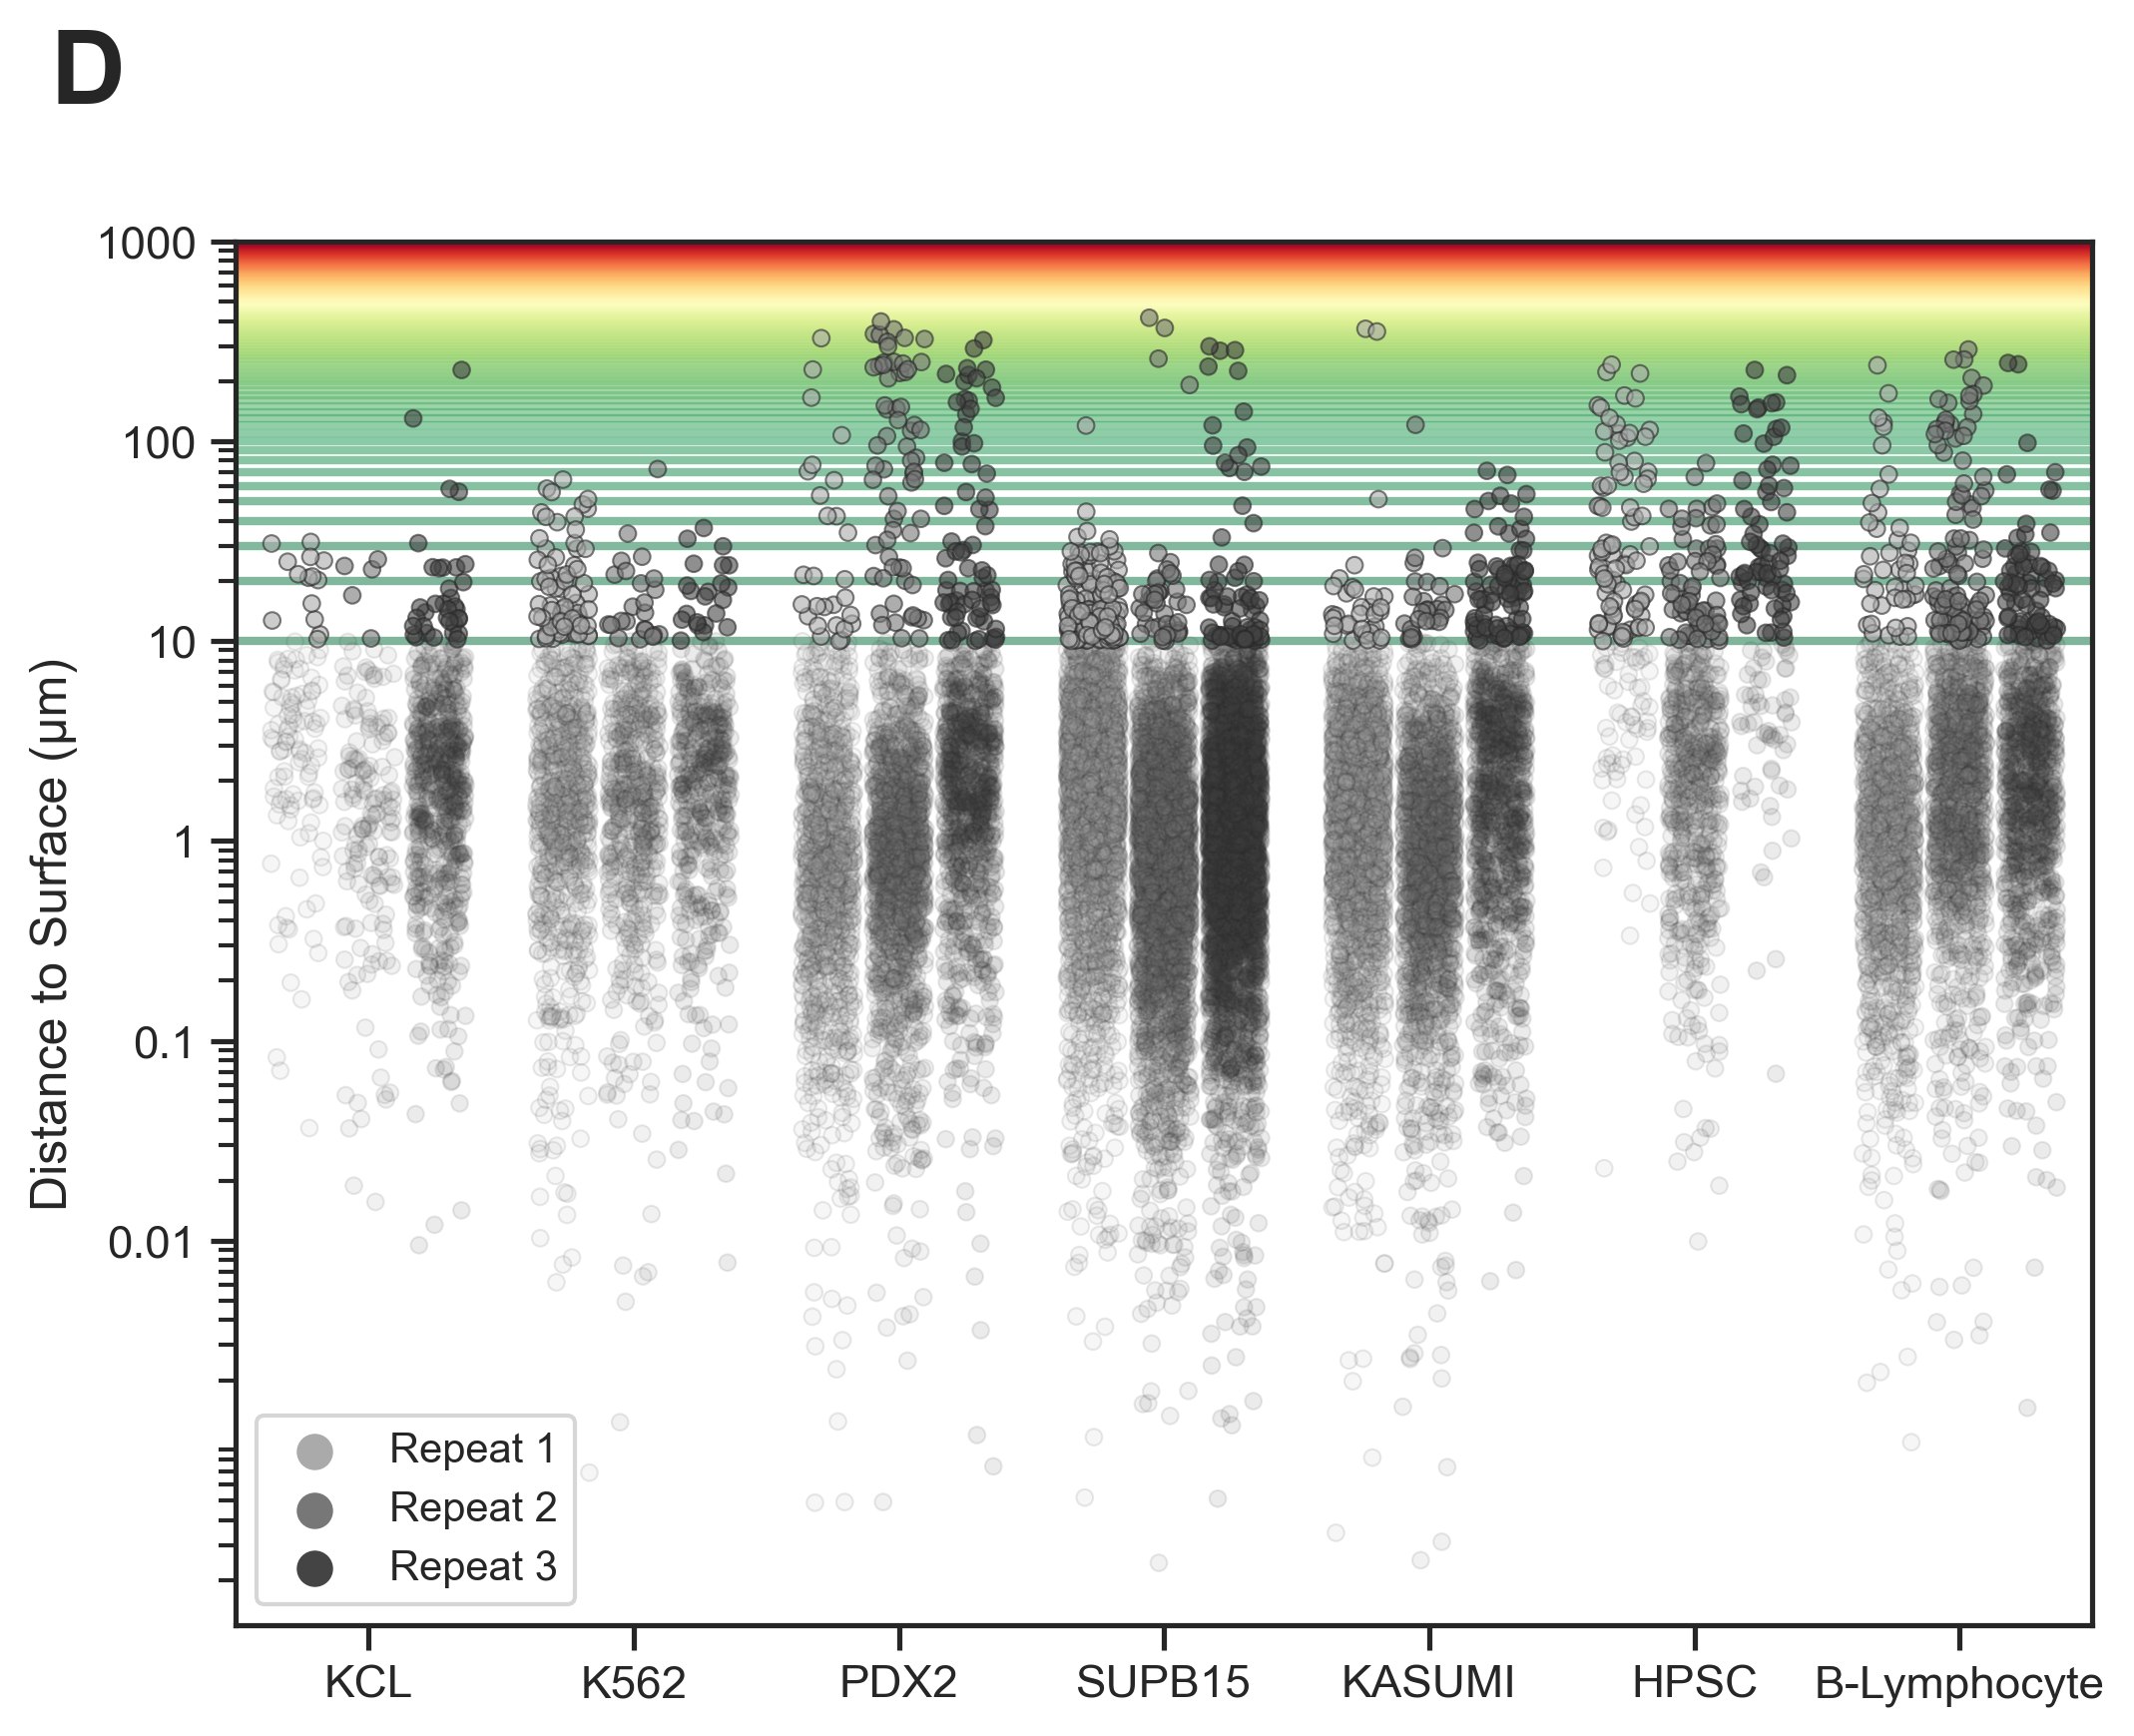 D
Distance to Surface (µm)
1000
100
10
1
0.1
0.01
Repeat 1
Repeat 2
Repeat 3
KCL K562 PDX2 SUPB15 KASUMI HPSC B-Lymphocyte